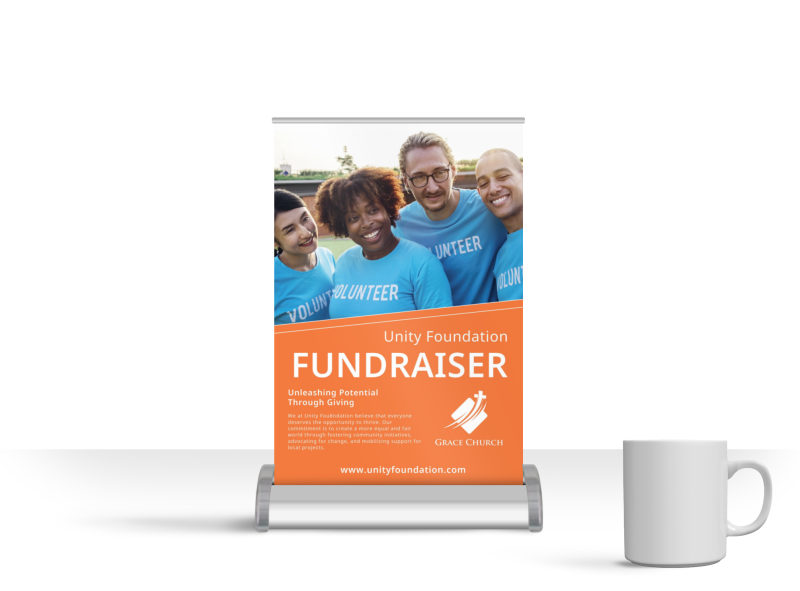 VOLUNTEER
VOLUNT
VOLUNTEER
VOLUNT
Unity Foundation
FUNDRAISER
Unleashing Potential
Through Giving
We at Unity Foundation believe that everyone
deserves the opportunity to thrive. Our
commitment is to create a more equal and fair
world through fostering community initiatives,
advocating for change, and mobilizing support for
local projects.
GRACE CHURCH
www.unityfoundation.com